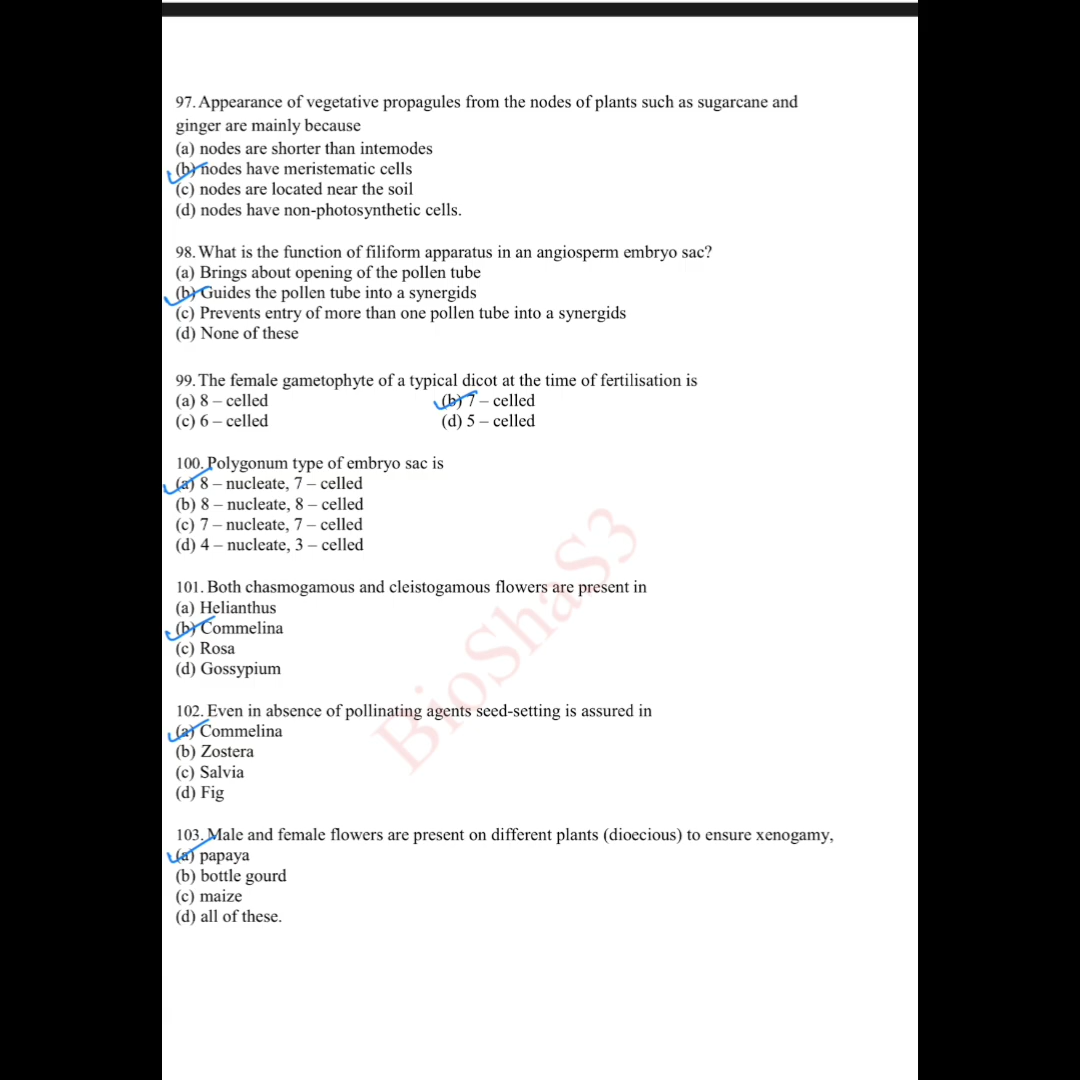 97. Appearance of vegetative propagules from the nodes of plants such as sugarcane and
ginger are mainly because
(a) nodes are shorter than intemodes
(b) nodes have meristematic cells
(c) nodes are located near the soil
(d) nodes have non-photosynthetic cells.
98. What is the function of filiform apparatus in an angiosperm embryo sac?
(a) Brings about opening of the pollen tube
(b) Guides the pollen tube into a synergids
(c) Prevents entry of more than one pollen tube into a synergids
(d) None of these
99. The female gametophyte of a typical dicot at the time of fertilisation is
(a) 8 – celled (b) 7 – celled
(c) 6 – celled (d) 5 – celled
100. Polygonum type of embryo sac is
(a) 8 – nucleate, 7 – celled
(b) 8 – nucleate, 8 – celled
(c) 7 – nucleate, 7 – celled
(d) 4 – nucleate, 3 – celled
101. Both chasmogamous and cleistogamous flowers are present in
(a) Helianthus
(b) Commelina
(c) Rosa
(d) Gossypium
102. Even in absence of pollinating agents seed-setting is assured in
(a) Commelina
(b) Zostera
(c) Salvia
(d) Fig
103. Male and female flowers are present on different plants (dioecious) to ensure xenogamy,
(a) papaya
(b) bottle gourd
(c) maize
(d) all of these.
BioShaS3